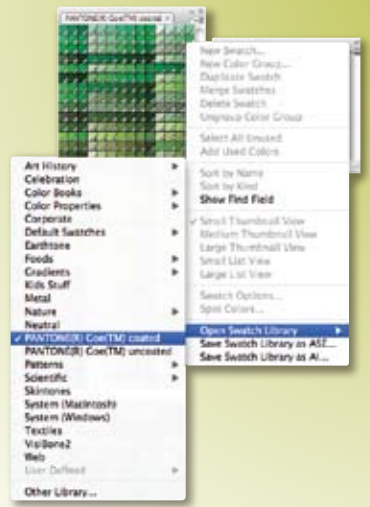 PANTONE(R) Goe(TM) coated
New Swatch...
New Color Group...
Duplicate Swatch
Merge Swatches
Delete Swatch
Ungroup Color Group
Select All Unused
Add Used Colors
Sort by Name
Sort by Kind
Show Find Field
✓ Small Thumbnail View
Medium Thumbnail View
Large Thumbnail View
Small List View
Large List View
Swatch Options...
Spot Colors...
Open Swatch Library
Save Swatch Library as ASE...
Save Swatch Library as AI...
Art History
Celebration
Color Books
Color Properties
Corporate
Default Swatches
Earthtone
Foods
Gradients
Kids Stuff
Metal
Nature
Neutral
✓ PANTONE(R) Goe(TM) coated
PANTONE(R) Goe(TM) uncoated
Patterns
Scientific
Skintones
System (Macintosh)
System (Windows)
Textiles
VisiBone2
Web
User Defined
Other Library...